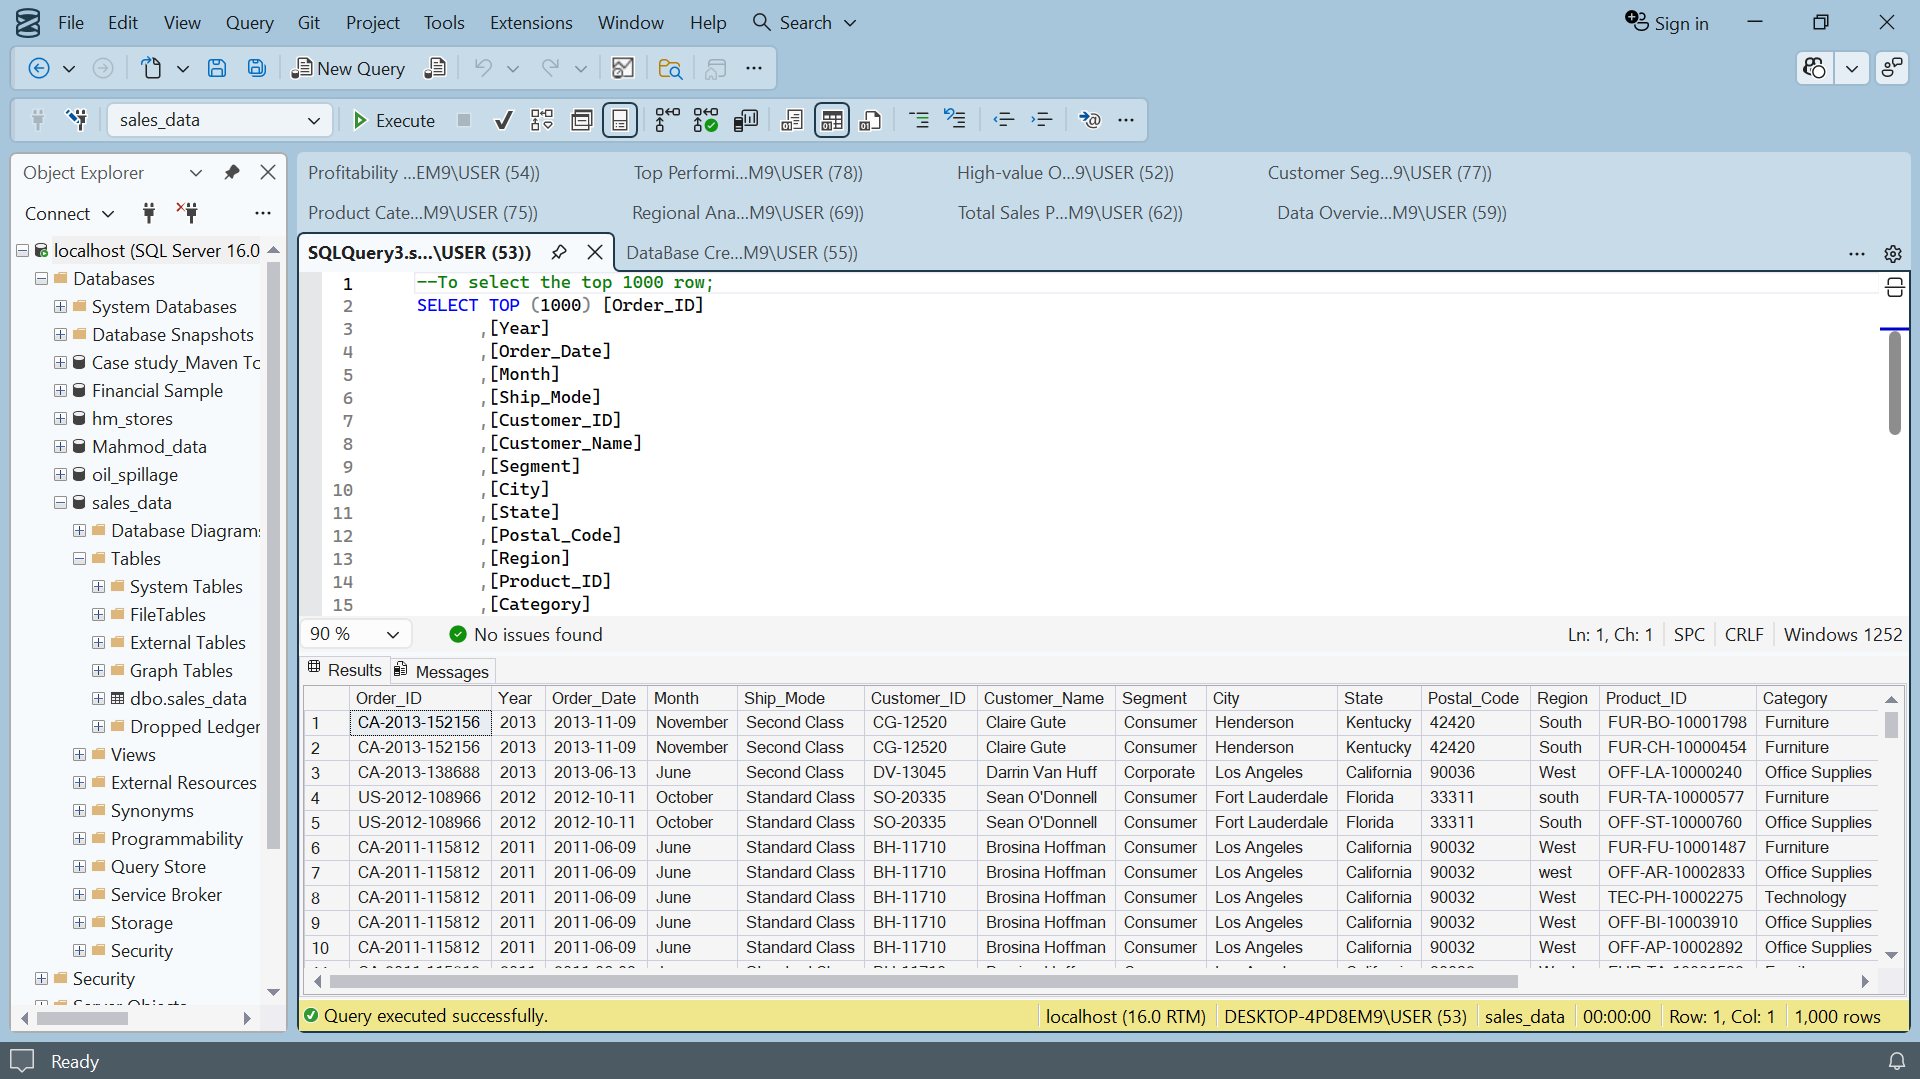 File Edit View Query Git Project Tools Extensions Window Help Search Sign in
New Query
sales_data Execute
Object Explorer
Connect
localhost (SQL Server 16.0
Databases
System Databases
Database Snapshots
Case study_Maven To
Financial Sample
hm_stores
Mahmod_data
oil_spillage
sales_data
Database Diagrams
Tables
System Tables
FileTables
External Tables
Graph Tables
dbo.sales_data
Dropped Ledger
Views
External Resources
Synonyms
Programmability
Query Store
Service Broker
Storage
Security
Security
Server Objects
Profitability ...EM9\USER (54)) Top Performi...M9\USER (78)) High-value O...9\USER (52)) Customer Seg...9\USER (77))
Product Cate...M9\USER (75)) Regional Ana...M9\USER (69)) Total Sales P...M9\USER (62)) Data Overvie...M9\USER (59))
SQLQuery3.s...\USER (53)) DataBase Cre...M9\USER (55))
1 --To select the top 1000 row;
2 SELECT TOP (1000) [Order_ID]
3 ,[Year]
4 ,[Order_Date]
5 ,[Month]
6 ,[Ship_Mode]
7 ,[Customer_ID]
8 ,[Customer_Name]
9 ,[Segment]
10 ,[City]
11 ,[State]
12 ,[Postal_Code]
13 ,[Region]
14 ,[Product_ID]
15 ,[Category]
90 % No issues found Ln: 1, Ch: 1 SPC CRLF Windows 1252
Results Messages
Order_ID Year Order_Date Month Ship_Mode Customer_ID Customer_Name Segment City State Postal_Code Region Product_ID Category
1 CA-2013-152156 2013 2013-11-09 November Second Class CG-12520 Claire Gute Consumer Henderson Kentucky 42420 South FUR-BO-10001798 Furniture
2 CA-2013-152156 2013 2013-11-09 November Second Class CG-12520 Claire Gute Consumer Henderson Kentucky 42420 South FUR-CH-10000454 Furniture
3 CA-2013-138688 2013 2013-06-13 June Second Class DV-13045 Darrin Van Huff Corporate Los Angeles California 90036 West OFF-LA-10000240 Office Supplies
4 US-2012-108966 2012 2012-10-11 October Standard Class SO-20335 Sean O'Donnell Consumer Fort Lauderdale Florida 33311 south FUR-TA-10000577 Furniture
5 US-2012-108966 2012 2012-10-11 October Standard Class SO-20335 Sean O'Donnell Consumer Fort Lauderdale Florida 33311 South OFF-ST-10000760 Office Supplies
6 CA-2011-115812 2011 2011-06-09 June Standard Class BH-11710 Brosina Hoffman Consumer Los Angeles California 90032 West FUR-FU-10001487 Furniture
7 CA-2011-115812 2011 2011-06-09 June Standard Class BH-11710 Brosina Hoffman Consumer Los Angeles California 90032 west OFF-AR-10002833 Office Supplies
8 CA-2011-115812 2011 2011-06-09 June Standard Class BH-11710 Brosina Hoffman Consumer Los Angeles California 90032 West TEC-PH-10002275 Technology
9 CA-2011-115812 2011 2011-06-09 June Standard Class BH-11710 Brosina Hoffman Consumer Los Angeles California 90032 West OFF-BI-10003910 Office Supplies
10 CA-2011-115812 2011 2011-06-09 June Standard Class BH-11710 Brosina Hoffman Consumer Los Angeles California 90032 West OFF-AP-10002892 Office Supplies
Query executed successfully. localhost (16.0 RTM) DESKTOP-4PD8EM9\USER (53) sales_data 00:00:00 Row: 1, Col: 1 1,000 rows
Ready